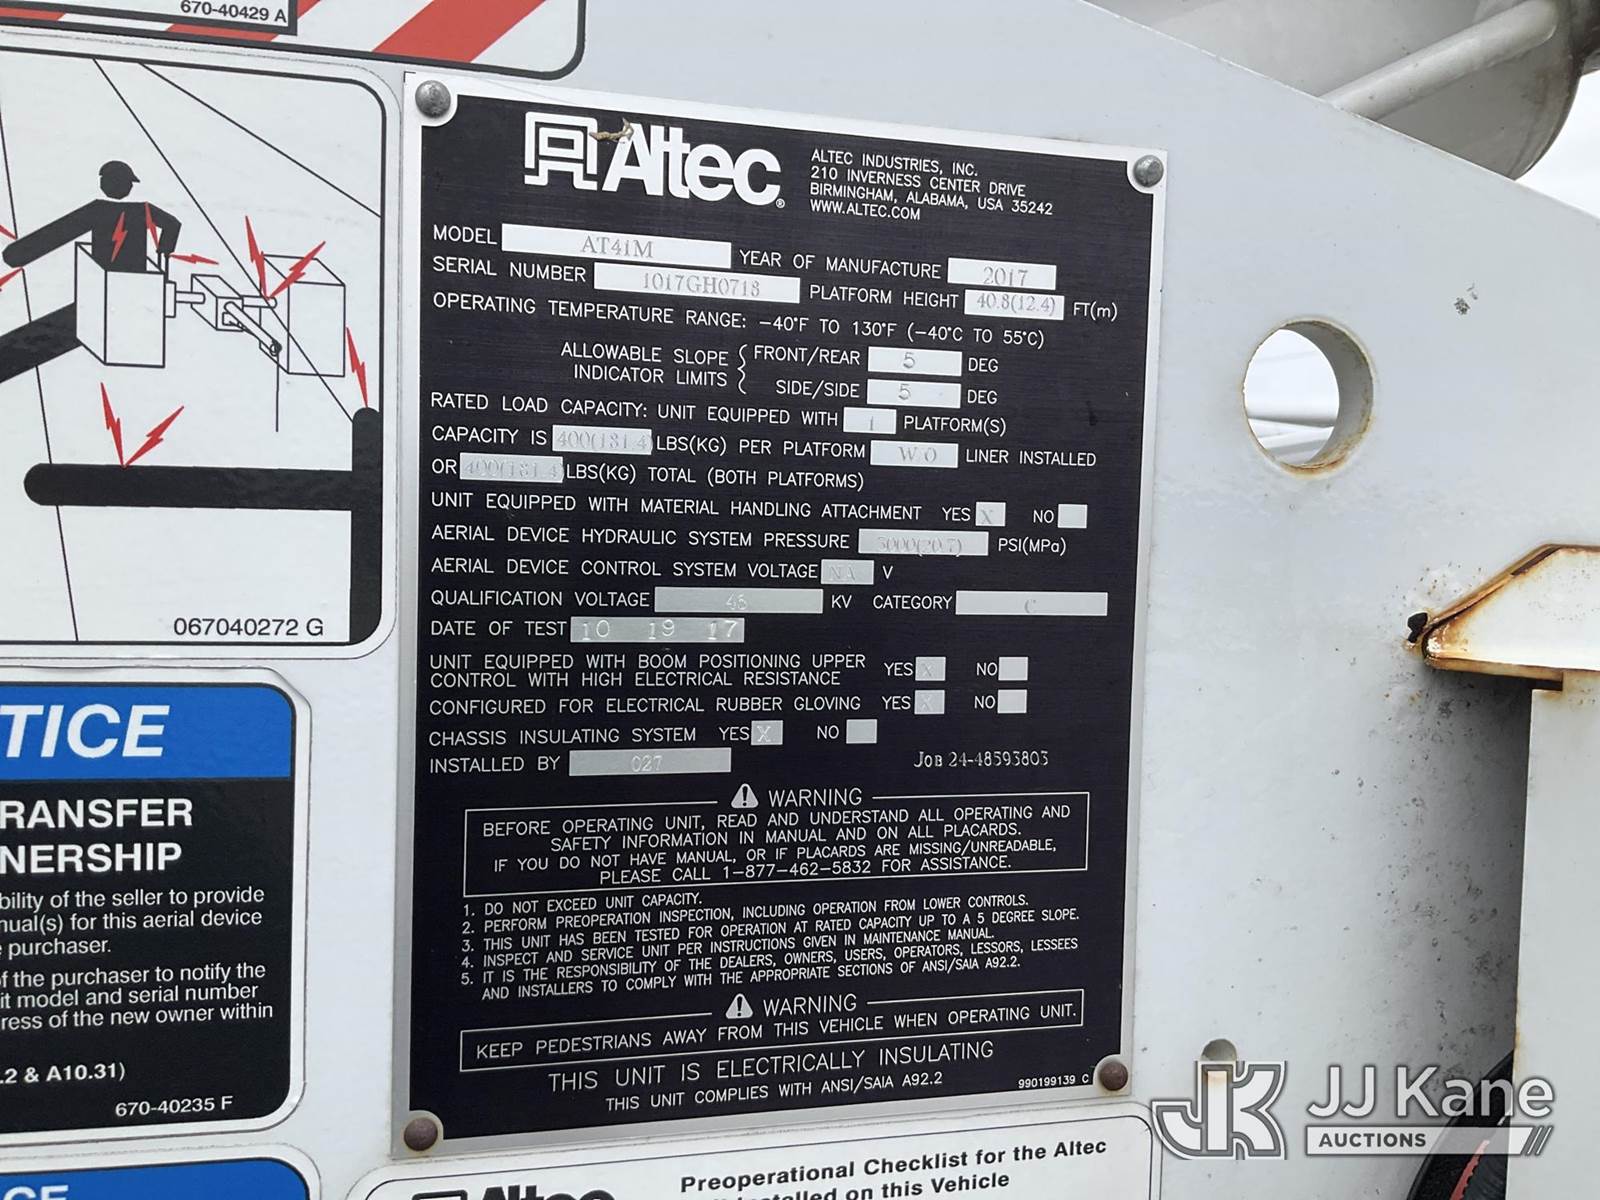 670-40429 A
067040272 G
TICE
RANSFER
NERSHIP
bility of the seller to provide
nual(s) for this aerial device
purchaser.
of the purchaser to notify the
it model and serial number
ress of the new owner within
.2 & A10.31)
670-40235 F
CE
Altec®
ALTEC INDUSTRIES, INC.
210 INVERNESS CENTER DRIVE
BIRMINGHAM, ALABAMA, USA 35242
WWW.ALTEC.COM
MODEL AT41M YEAR OF MANUFACTURE 2017
SERIAL NUMBER 1017GH0718 PLATFORM HEIGHT 40.8(12.4) FT(m)
OPERATING TEMPERATURE RANGE: -40°F TO 130°F (-40°C TO 55°C)
ALLOWABLE SLOPE INDICATOR LIMITS { FRONT/REAR 5 DEG
SIDE/SIDE 5 DEG
RATED LOAD CAPACITY: UNIT EQUIPPED WITH 1 PLATFORM(S)
CAPACITY IS 400(181.4) LBS(KG) PER PLATFORM W/O LINER INSTALLED
OR 400(181.4) LBS(KG) TOTAL (BOTH PLATFORMS)
UNIT EQUIPPED WITH MATERIAL HANDLING ATTACHMENT YES X NO
AERIAL DEVICE HYDRAULIC SYSTEM PRESSURE 3000(20.7) PSI(MPa)
AERIAL DEVICE CONTROL SYSTEM VOLTAGE NA V
QUALIFICATION VOLTAGE 46 KV CATEGORY C
DATE OF TEST 10 19 17
UNIT EQUIPPED WITH BOOM POSITIONING UPPER YES X NO
CONTROL WITH HIGH ELECTRICAL RESISTANCE
CONFIGURED FOR ELECTRICAL RUBBER GLOVING YES X NO
CHASSIS INSULATING SYSTEM YES X NO
INSTALLED BY 027 JOB 24-48593803
WARNING
BEFORE OPERATING UNIT, READ AND UNDERSTAND ALL OPERATING AND
SAFETY INFORMATION IN MANUAL AND ON ALL PLACARDS.
IF YOU DO NOT HAVE MANUAL, OR IF PLACARDS ARE MISSING/UNREADABLE,
PLEASE CALL 1-877-462-5832 FOR ASSISTANCE.
1. DO NOT EXCEED UNIT CAPACITY.
2. PERFORM PREOPERATION INSPECTION, INCLUDING OPERATION FROM LOWER CONTROLS.
3. THIS UNIT HAS BEEN TESTED FOR OPERATION AT RATED CAPACITY UP TO A 5 DEGREE SLOPE.
4. INSPECT AND SERVICE UNIT PER INSTRUCTIONS GIVEN IN MAINTENANCE MANUAL.
5. IT IS THE RESPONSIBILITY OF THE DEALERS, OWNERS, USERS, OPERATORS, LESSORS, LESSEES
AND INSTALLERS TO COMPLY WITH THE APPROPRIATE SECTIONS OF ANSI/SAIA A92.2.
WARNING
KEEP PEDESTRIANS AWAY FROM THIS VEHICLE WHEN OPERATING UNIT.
THIS UNIT IS ELECTRICALLY INSULATING
THIS UNIT COMPLIES WITH ANSI/SAIA A92.2 990199139 C
Altec
Preoperational Checklist for the Altec
Installed on this Vehicle
JJ Kane
AUCTIONS